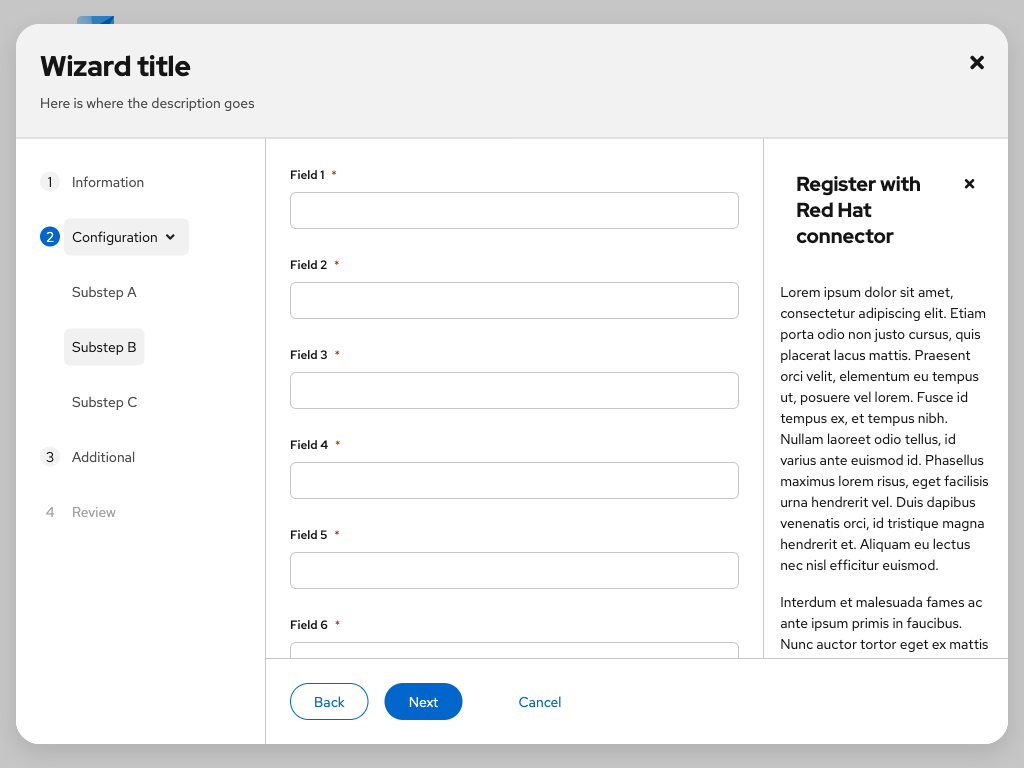 Wizard title
Here is where the description goes
1 Information
2 Configuration
Substep A
Substep B
Substep C
3 Additional
4 Review
Field 1 *
Field 2 *
Field 3 *
Field 4 *
Field 5 *
Field 6 *
Register with
Red Hat
connector
Lorem ipsum dolor sit amet,
consectetur adipiscing elit. Etiam
porta odio non justo cursus, quis
placerat lacus mattis. Praesent
orci velit, elementum eu tempus
ut, posuere vel lorem. Fusce id
tempus ex, et tempus nibh.
Nullam laoreet odio tellus, id
varius ante euismod id. Phasellus
maximus lorem risus, eget facilisis
urna hendrerit vel. Duis dapibus
venenatis orci, id tristique magna
hendrerit et. Aliquam eu lectus
nec nisl efficitur euismod.
Interdum et malesuada fames ac
ante ipsum primis in faucibus.
Nunc auctor tortor eget ex mattis
Back
Next
Cancel